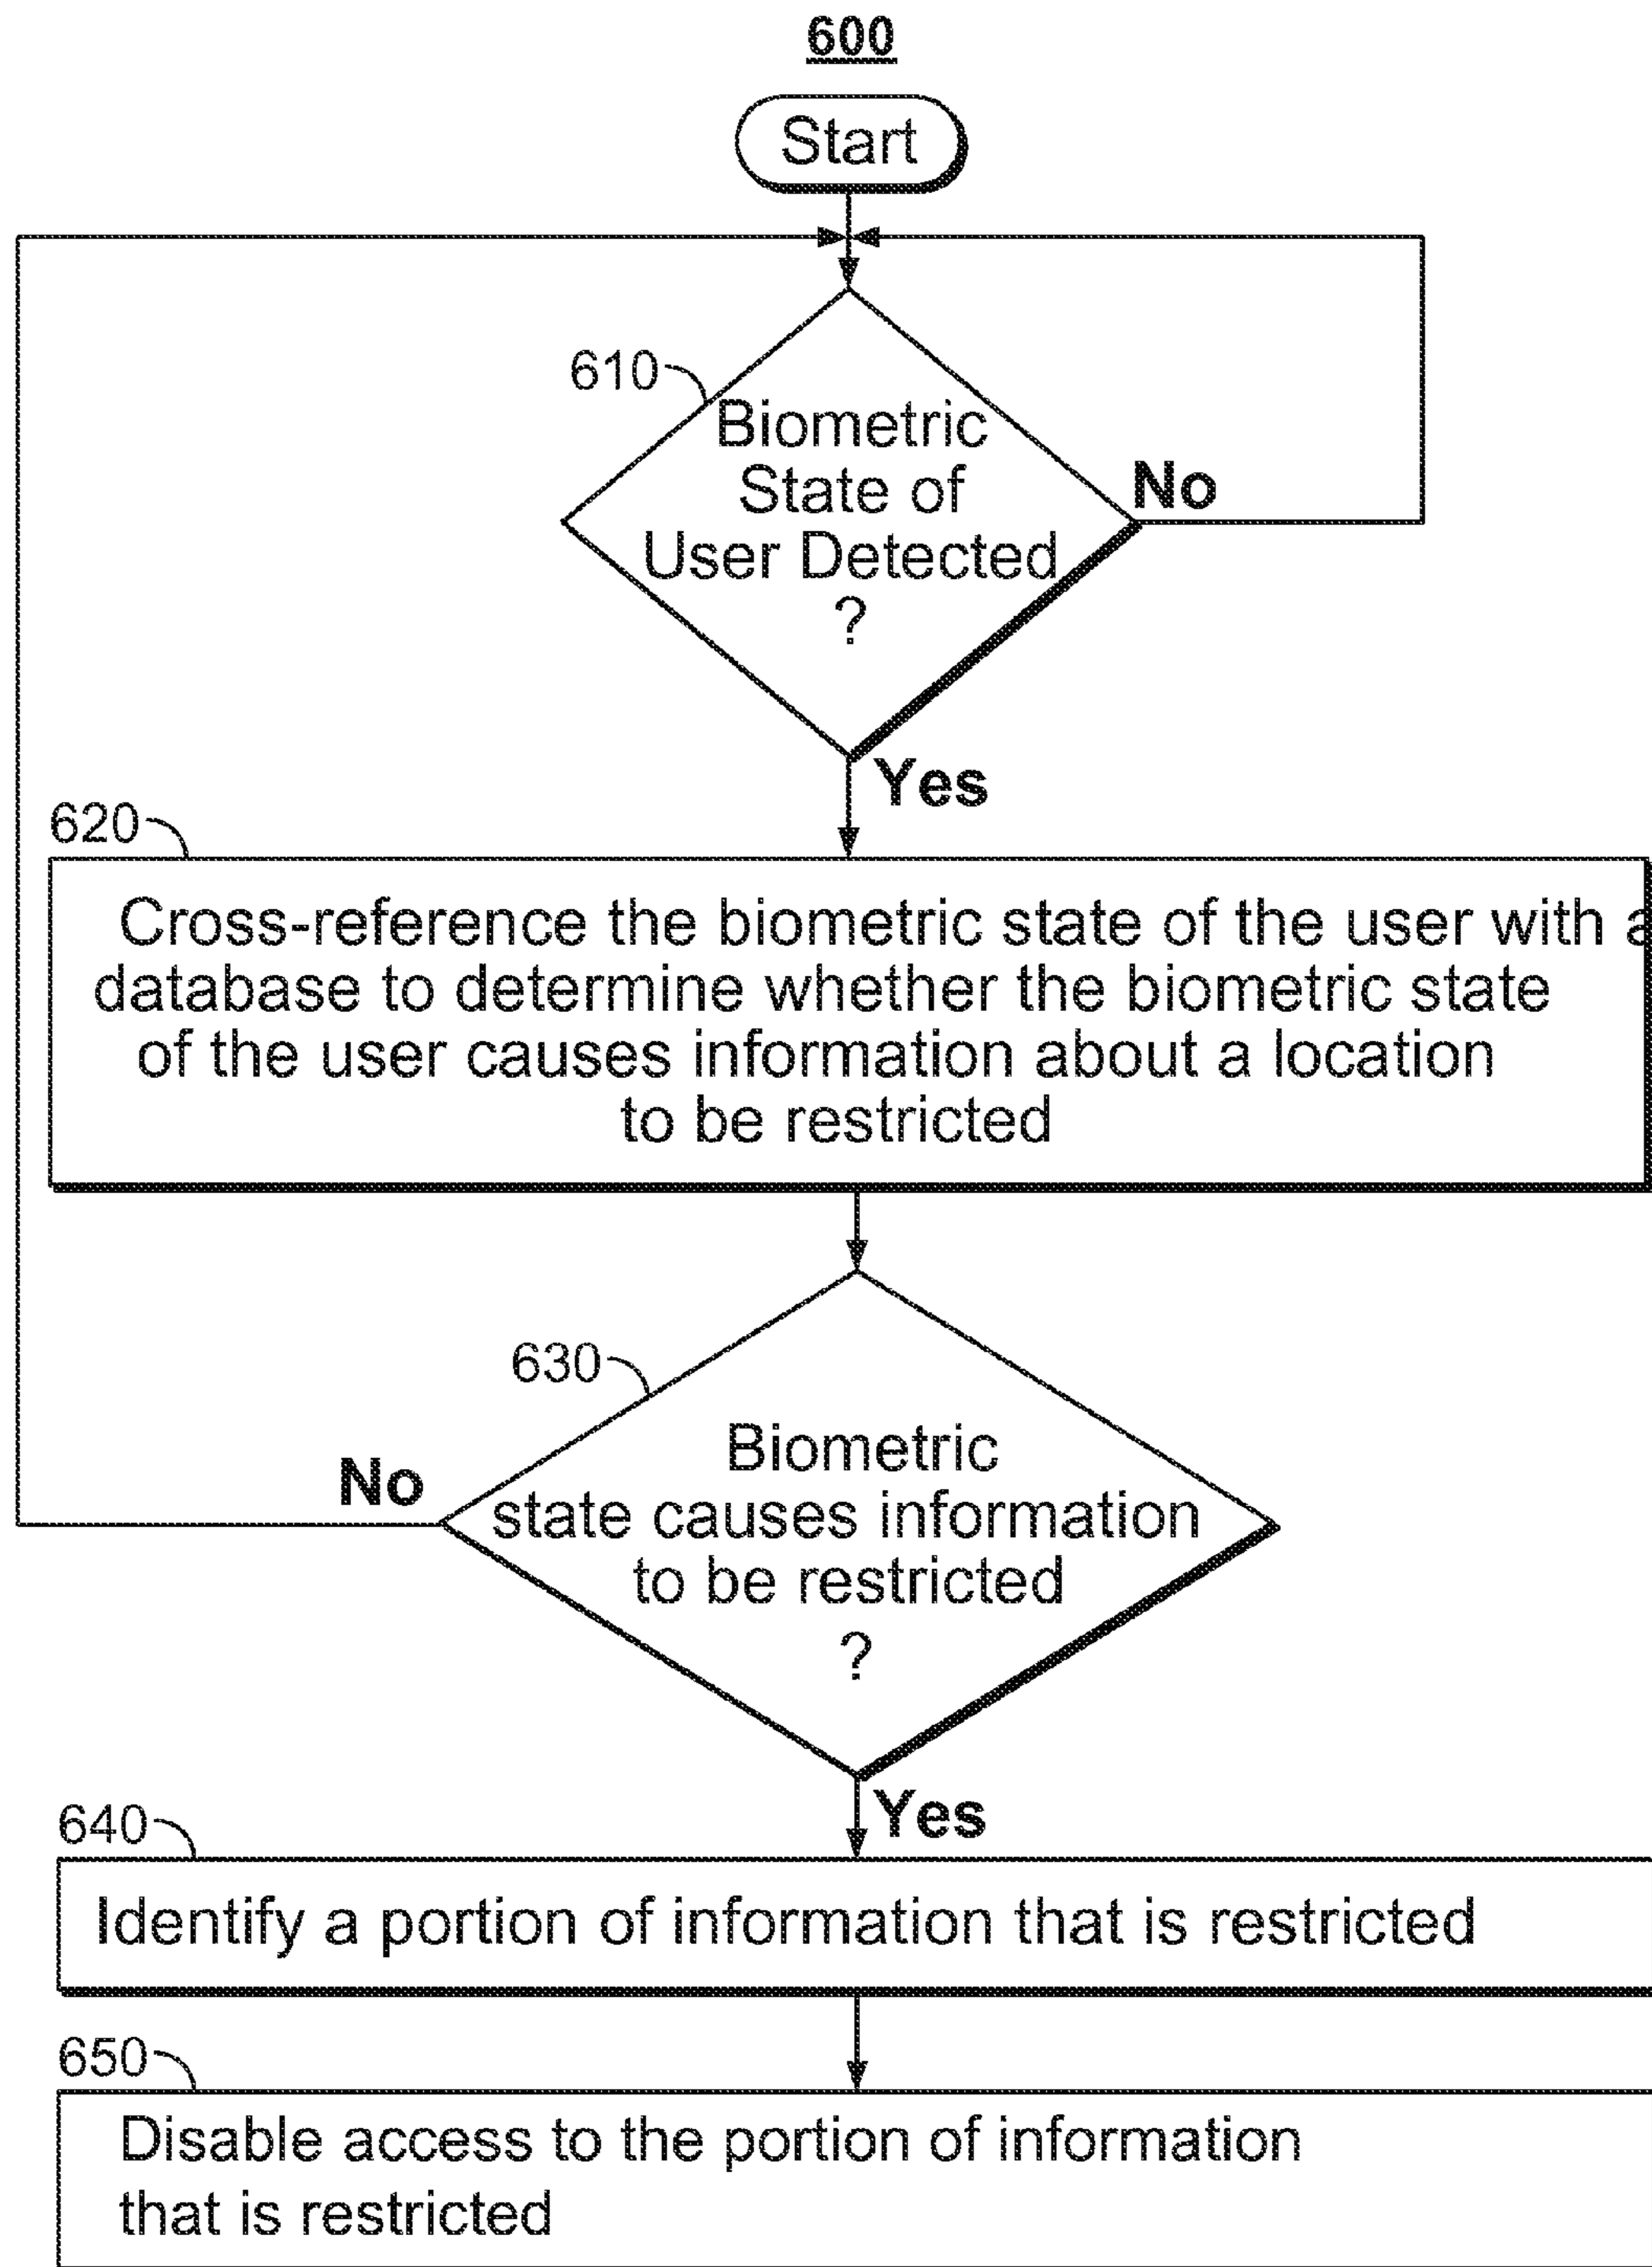 600
Start
610
Biometric
State of
User Detected
?
No
Yes
620
Cross-reference the biometric state of the user with a
database to determine whether the biometric state
of the user causes information about a location
to be restricted
630
Biometric
state causes information
to be restricted
?
No
Yes
640
Identify a portion of information that is restricted
650
Disable access to the portion of information
that is restricted